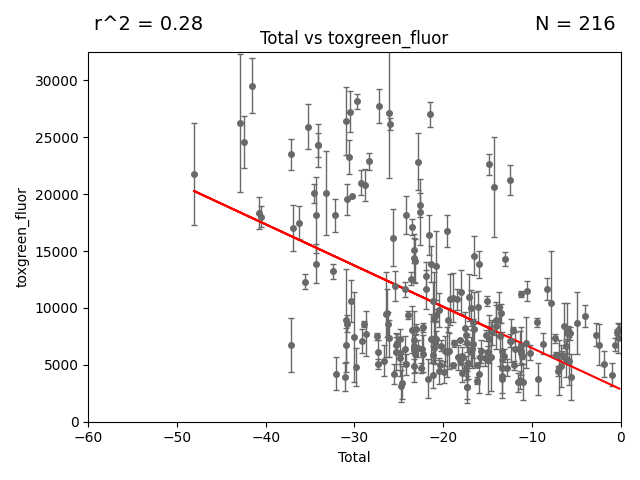 r^2 = 0.28
N = 216
Total vs toxgreen_fluor
30000
25000
20000
15000
10000
5000
0
toxgreen_fluor
−60
−50
−40
−30
−20
−10
0
Total